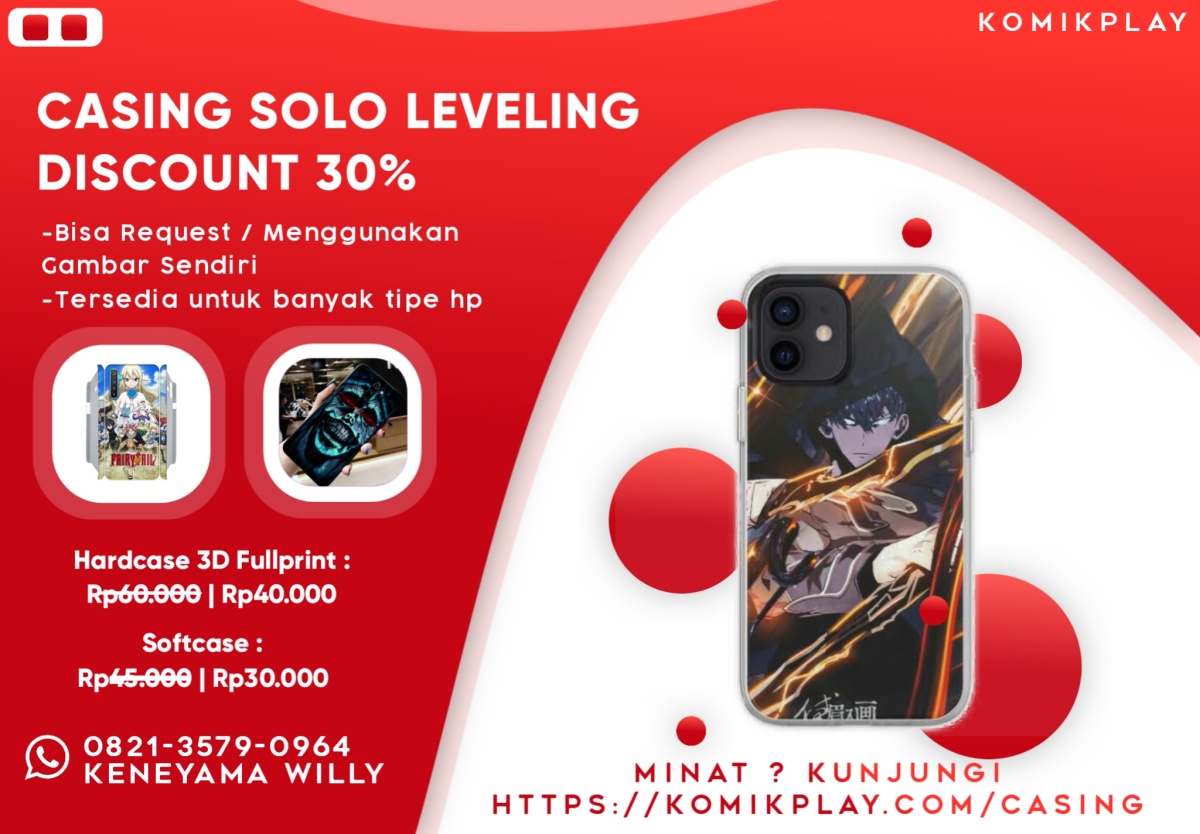 KOMIKPLAY
CASING SOLO LEVELING
DISCOUNT 30%
-Bisa Request / Menggunakan
Gambar Sendiri
-Tersedia untuk banyak tipe hp
FAIRY TAIL
Hardcase 3D Fullprint :
Rp60.000 | Rp40.000
Softcase :
Rp45.000 | Rp30.000
0821-3579-0964
KENEYAMA WILLY
MINAT ? KUNJUNGI
HTTPS://KOMIKPLAY.COM/CASING